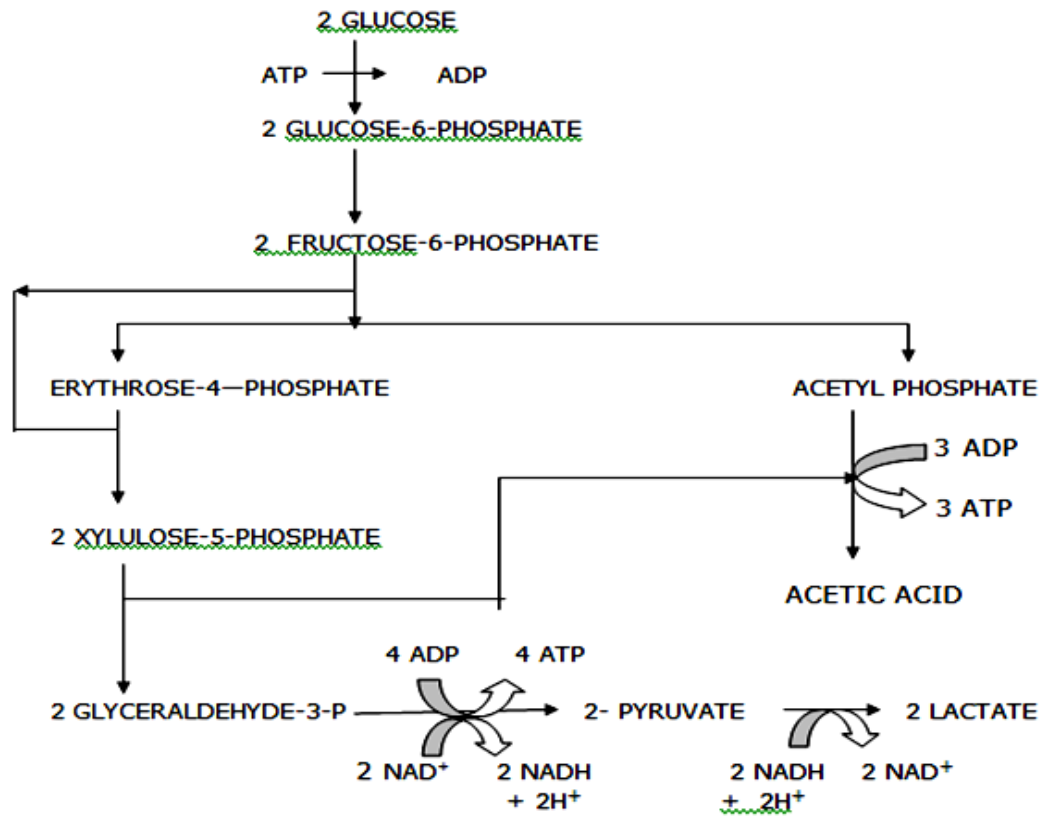 2 GLUCOSE
ATP ADP
2 GLUCOSE-6-PHOSPHATE
2 FRUCTOSE-6-PHOSPHATE
ERYTHROSE-4—PHOSPHATE ACETYL PHOSPHATE
3 ADP
3 ATP
2 XYLULOSE-5-PHOSPHATE
ACETIC ACID
4 ADP 4 ATP
2 GLYCERALDEHYDE-3-P 2- PYRUVATE 2 LACTATE
2 NAD⁺ 2 NADH 2 NADH 2 NAD⁺
+ 2H⁺ + 2H⁺